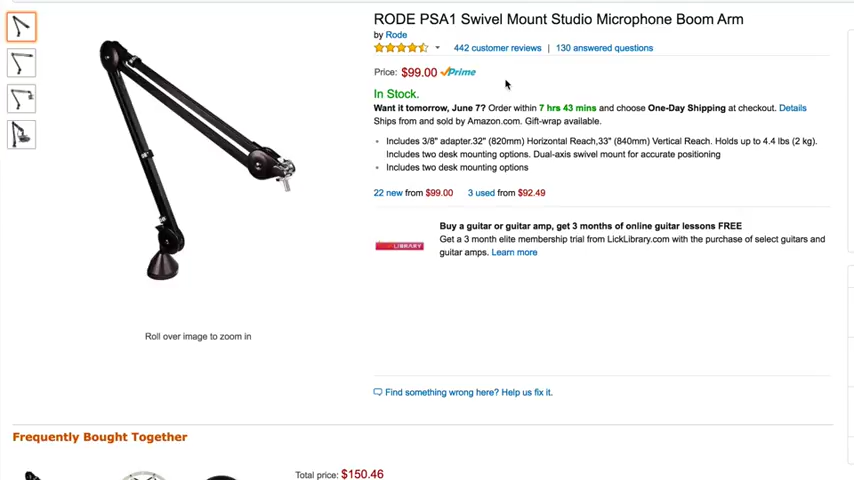 RODE PSA1 Swivel Mount Studio Microphone Boom Arm
by Rode
442 customer reviews | 130 answered questions
Price: $99.00 Prime
In Stock.
Want it tomorrow, June 7? Order within 7 hrs 43 mins and choose One-Day Shipping at checkout. Details
Ships from and sold by Amazon.com. Gift-wrap available.
Includes 3/8" adapter.32" (820mm) Horizontal Reach,33" (840mm) Vertical Reach. Holds up to 4.4 lbs (2 kg).
Includes two desk mounting options. Dual-axis swivel mount for accurate positioning
Includes two desk mounting options
22 new from $99.00 3 used from $92.49
Buy a guitar or guitar amp, get 3 months of online guitar lessons FREE
LIBRARY
Get a 3 month elite membership trial from LickLibrary.com with the purchase of select guitars and
guitar amps. Learn more
Roll over image to zoom in
Find something wrong here? Help us fix it.
Frequently Bought Together
Total price: $150.46